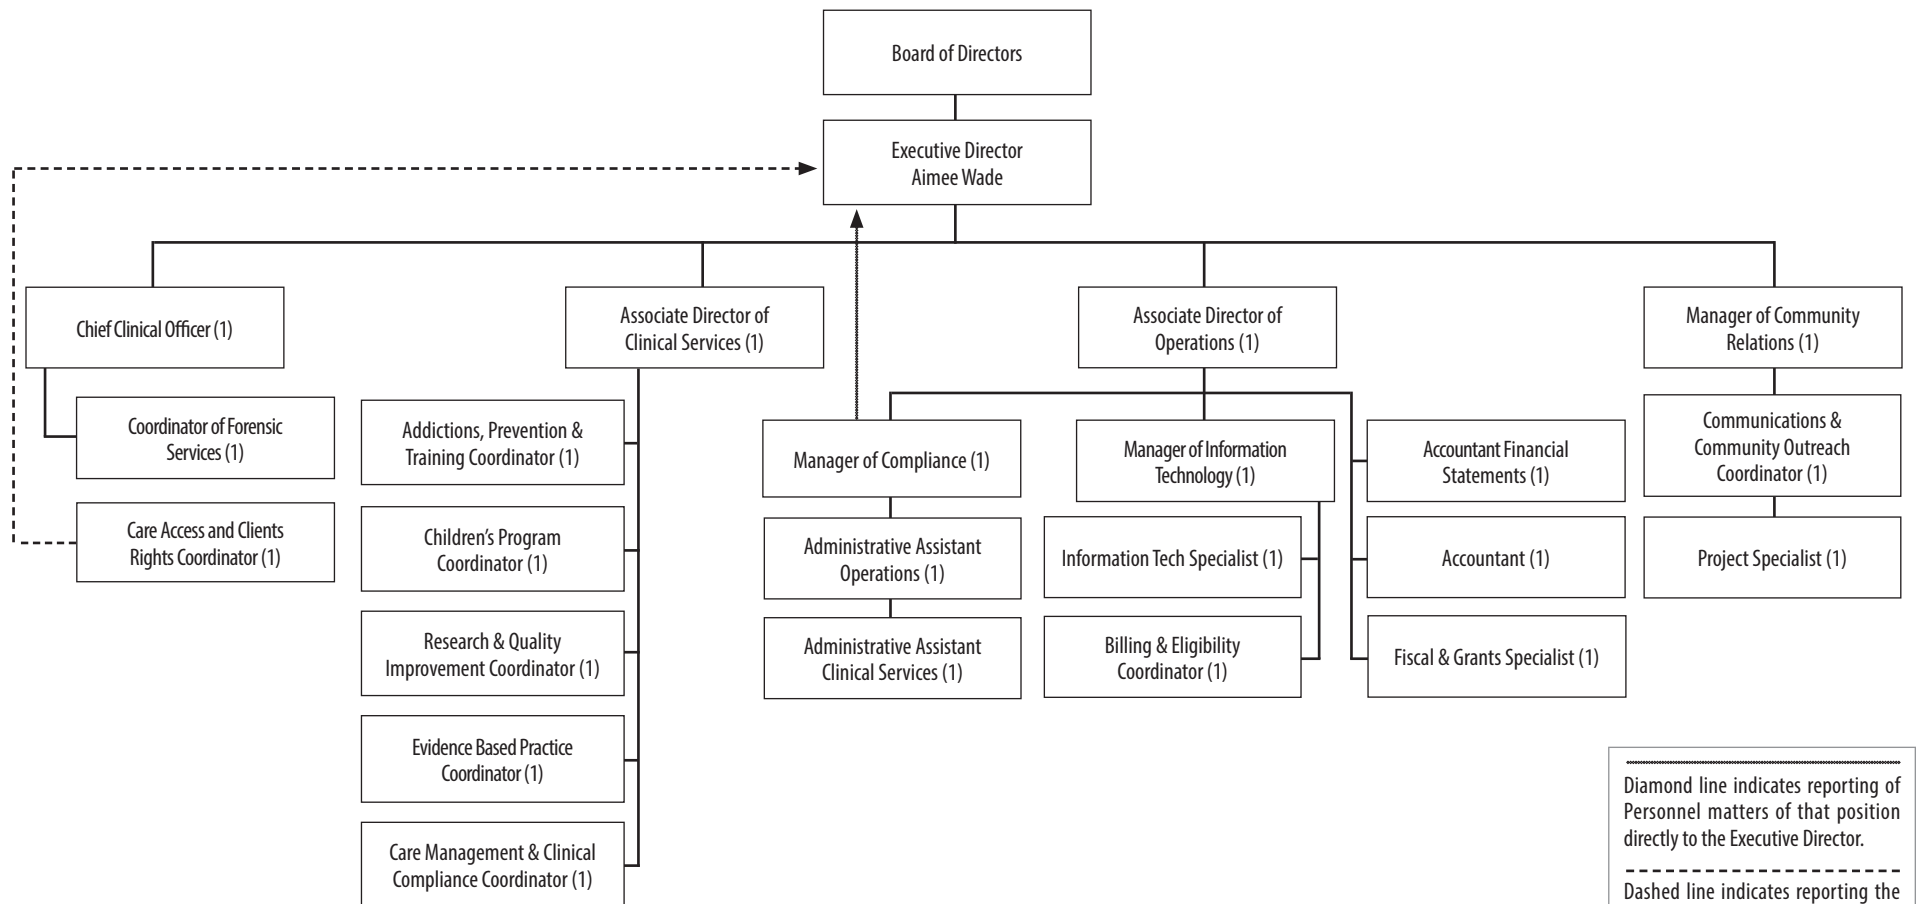 Board of Directors
Executive Director
Aimee Wade
Chief Clinical Officer (1)
Associate Director of
Clinical Services (1)
Associate Director of
Operations (1)
Manager of Community
Relations (1)
Coordinator of Forensic
Services (1)
Care Access and Clients
Rights Coordinator (1)
Addictions, Prevention &
Training Coordinator (1)
Children's Program
Coordinator (1)
Research & Quality
Improvement Coordinator (1)
Evidence Based Practice
Coordinator (1)
Care Management & Clinical
Compliance Coordinator (1)
Manager of Compliance (1)
Administrative Assistant
Operations (1)
Administrative Assistant
Clinical Services (1)
Manager of Information
Technology (1)
Information Tech Specialist (1)
Billing & Eligibility
Coordinator (1)
Accountant Financial
Statements (1)
Accountant (1)
Fiscal & Grants Specialist (1)
Communications &
Community Outreach
Coordinator (1)
Project Specialist (1)
Diamond line indicates reporting of
Personnel matters of that position
directly to the Executive Director.
Dashed line indicates reporting the